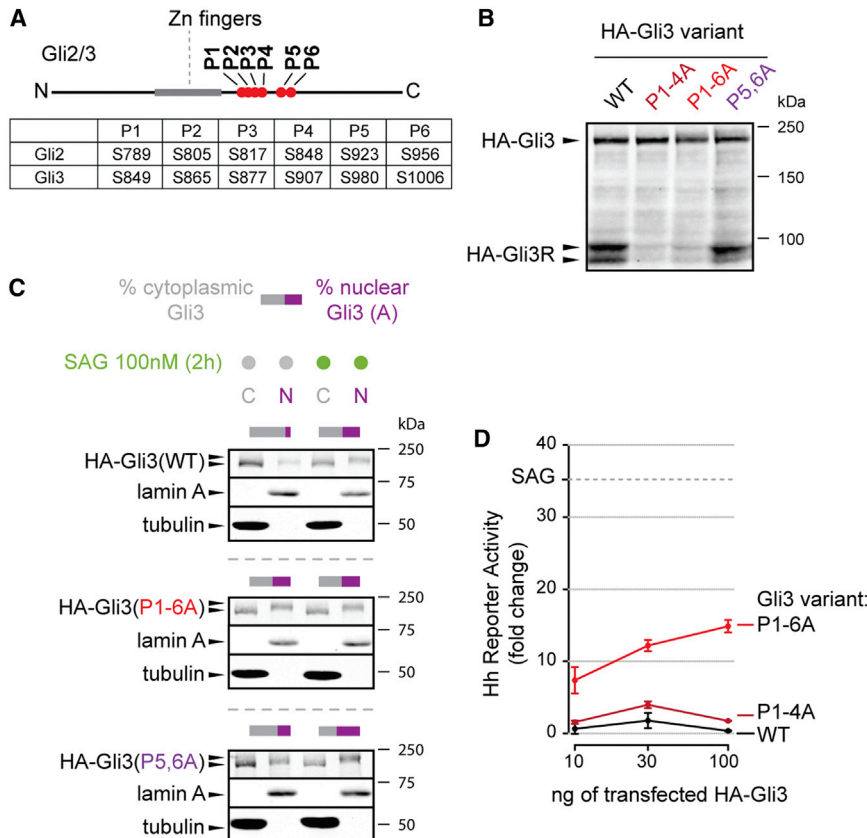 A
Zn fingers
Gli2/3
P1
P2
P3
P4
P5
P6
N
C
P1 P2 P3 P4 P5 P6
Gli2 S789 S805 S817 S848 S923 S956
Gli3 S849 S865 S877 S907 S980 S1006
B
HA-Gli3 variant
WT
P1-4A
P1-6A
P5,6A
kDa
HA-Gli3
250
150
100
HA-Gli3R
C
% cytoplasmic Gli3
% nuclear Gli3 (A)
SAG 100nM (2h)
C N C N
kDa
HA-Gli3(WT)
250
lamin A
75
tubulin
50
HA-Gli3(P1-6A)
250
lamin A
75
tubulin
50
HA-Gli3(P5,6A)
250
lamin A
75
tubulin
50
D
Hh Reporter Activity
(fold change)
40
SAG
30
20
10
0
Gli3 variant:
P1-6A
P1-4A
WT
10 30 100
ng of transfected HA-Gli3